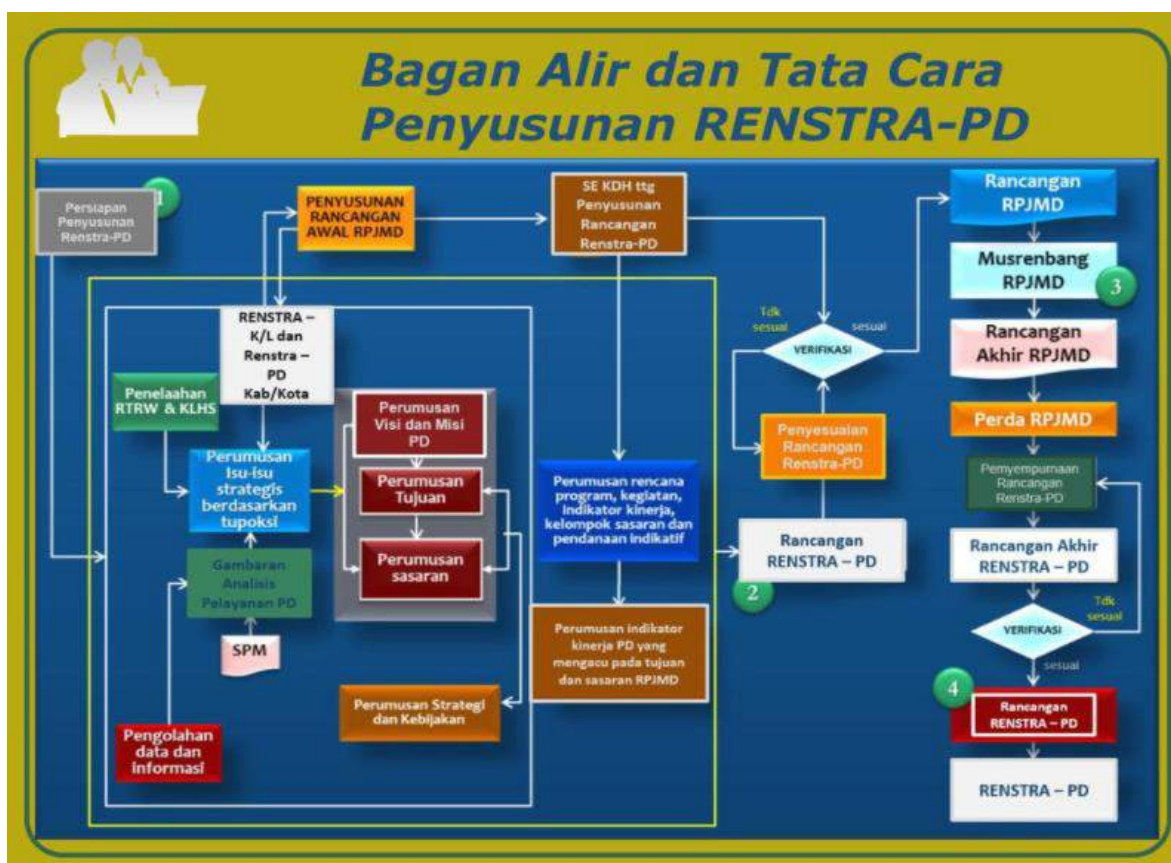 Bagan Alir dan Tata Cara
Penyusunan RENSTRA-PD
1
Persiapan
Penyusunan
Renstra-PD
PENYUSUNAN
RANCANGAN
AWAL RPJMD
SE KDH ttg
Penyusunan
Rancangan
Renstra-PD
RENSTRA –
K/L dan
Renstra –
PD
Kab/Kota
Penelaahan
RTRW & KLHS
Perumusan
Isu-isu
strategis
berdasarkan
tupoksi
Gambaran
Analisis
Pelayanan PD
SPM
Pengolahan
data dan
informasi
Perumusan
Visi dan Misi
PD
Perumusan
Tujuan
Perumusan
sasaran
Perumusan Strategi
dan Kebijakan
Perumusan rencana
program, kegiatan,
indikator kinerja,
kelompok sasaran dan
pendanaan indikatif
Perumusan indikator
kinerja PD yang
mengacu pada tujuan
dan sasaran RPJMD
Tdk
sesuai
sesuai
VERIFIKASI
Penyesuaian
Rancangan
Renstra-PD
Rancangan
RENSTRA – PD
2
Rancangan
RPJMD
Musrenbang
RPJMD
3
Rancangan
Akhir RPJMD
Perda RPJMD
Pemyempurnaan
Rancangan
Renstra-PD
Rancangan Akhir
RENSTRA – PD
Tdk
sesuai
VERIFIKASI
sesuai
4
Rancangan
RENSTRA – PD
RENSTRA – PD